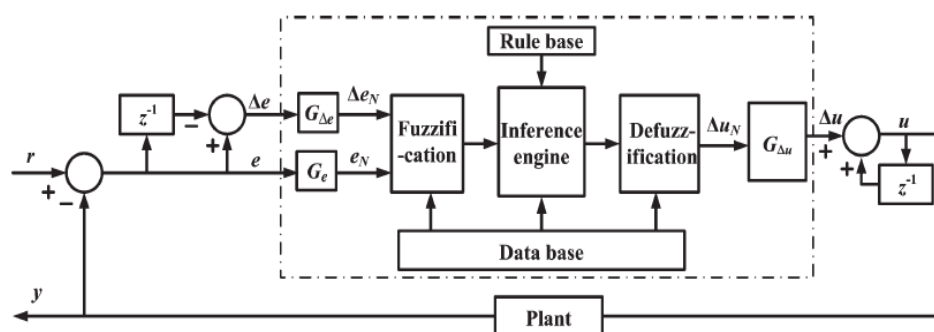 Rule base
Δe
G_Δe
Δe_N
z⁻¹
−
+
Fuzzifi
-cation
Inference
engine
Defuzz-
ification
Δu_N
G_Δu
Δu
+
u
+
z⁻¹
r
+
−
e
G_e
e_N
Data base
y
Plant